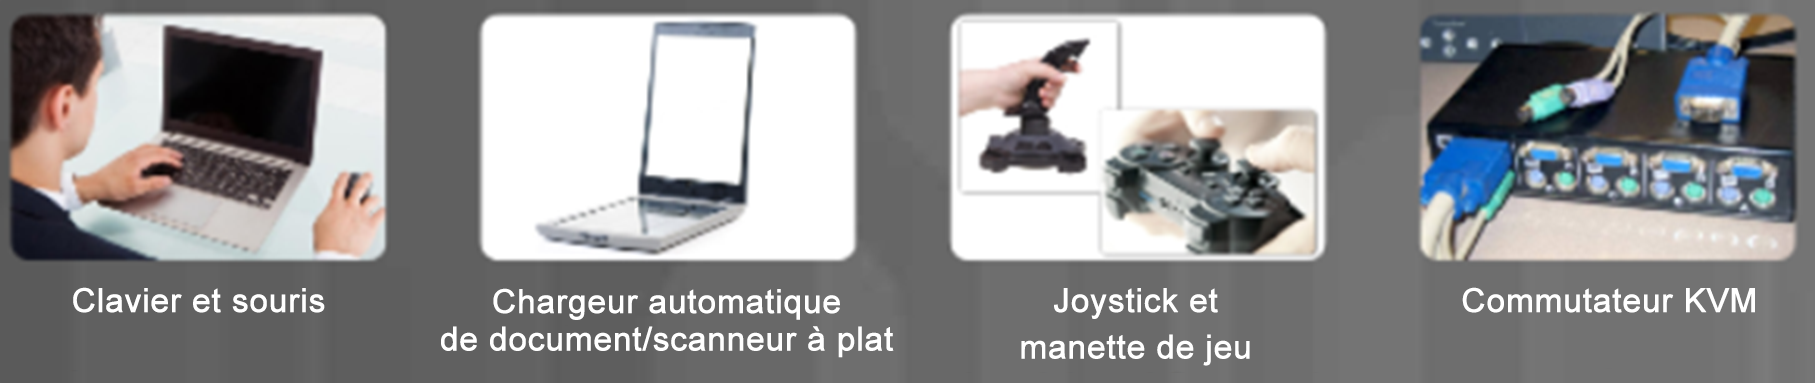 Clavier et souris
Chargeur automatique
de document/scanneur à plat
Joystick et
manette de jeu
Commutateur KVM